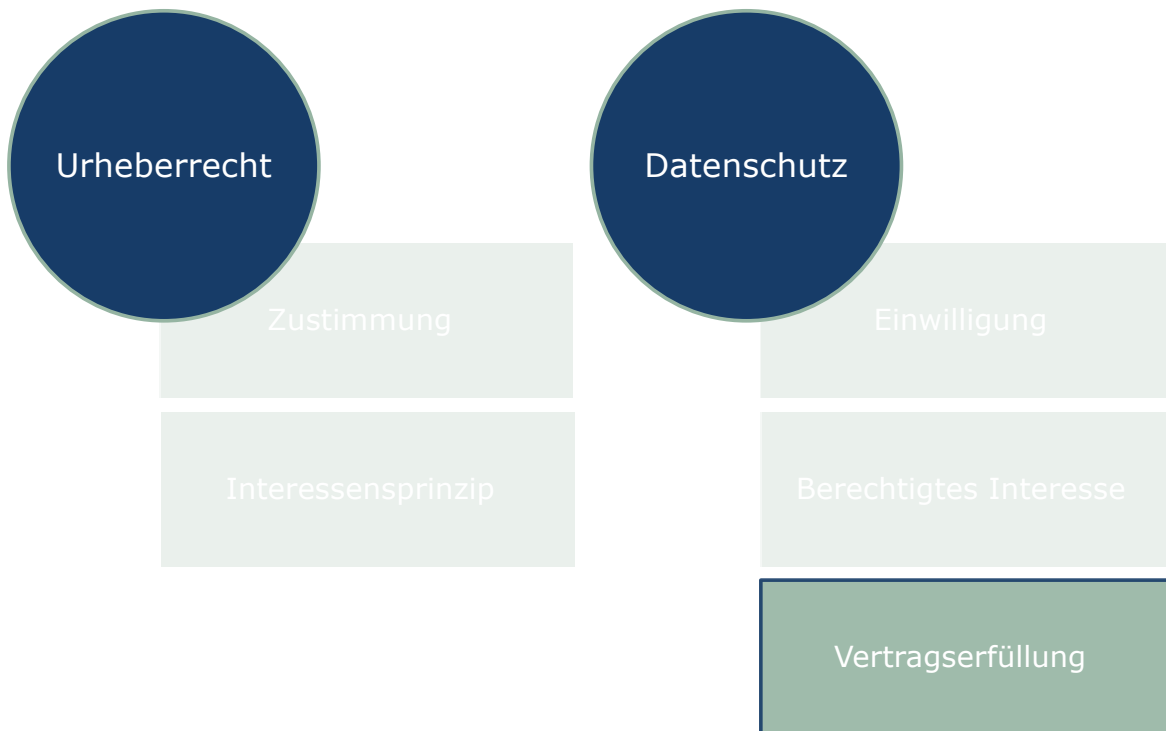 Urheberrecht
Zustimmung
Interessensprinzip
Datenschutz
Einwilligung
Berechtigtes Interesse
Vertragserfüllung